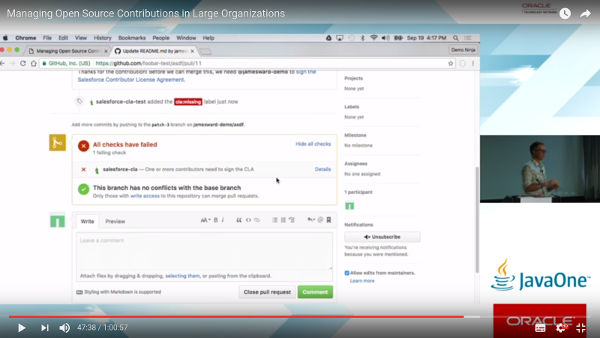 Managing Open Source Contributions in Large Organizations
ORACLE
Chrome File Edit View History Bookmarks People Window Help Sep 19 4:17 PM
Managing Open Source Contri
Update README.md by james
Demo Ninja
GitHub, Inc. [US] https://github.com/foobar-test/asdf/pull/11
Thanks for the contribution! Before we can merge this, we need @jamesward-demo to sign the
Salesforce Contributor License Agreement.
salesforce-cla-test added the cla:missing label just now
Add more commits by pushing to the patch-3 branch on jamesward-demo/asdf.
All checks have failed
Hide all checks
1 failing check
salesforce-cla — One or more contributors need to sign the CLA
Details
This branch has no conflicts with the base branch
Only those with write access to this repository can merge pull requests.
Write Preview
Leave a comment
Attach files by dragging & dropping, selecting them, or pasting from the clipboard.
Styling with Markdown is supported
Close pull request
Comment
Projects
None yet
Labels
None yet
Milestone
No milestone
Assignees
No one assigned
1 participant
Notifications
Unsubscribe
You're receiving notifications
because you were mentioned.
Allow edits from maintainers.
Learn more
JavaOne
ORACLE
47:38 / 1:00:57